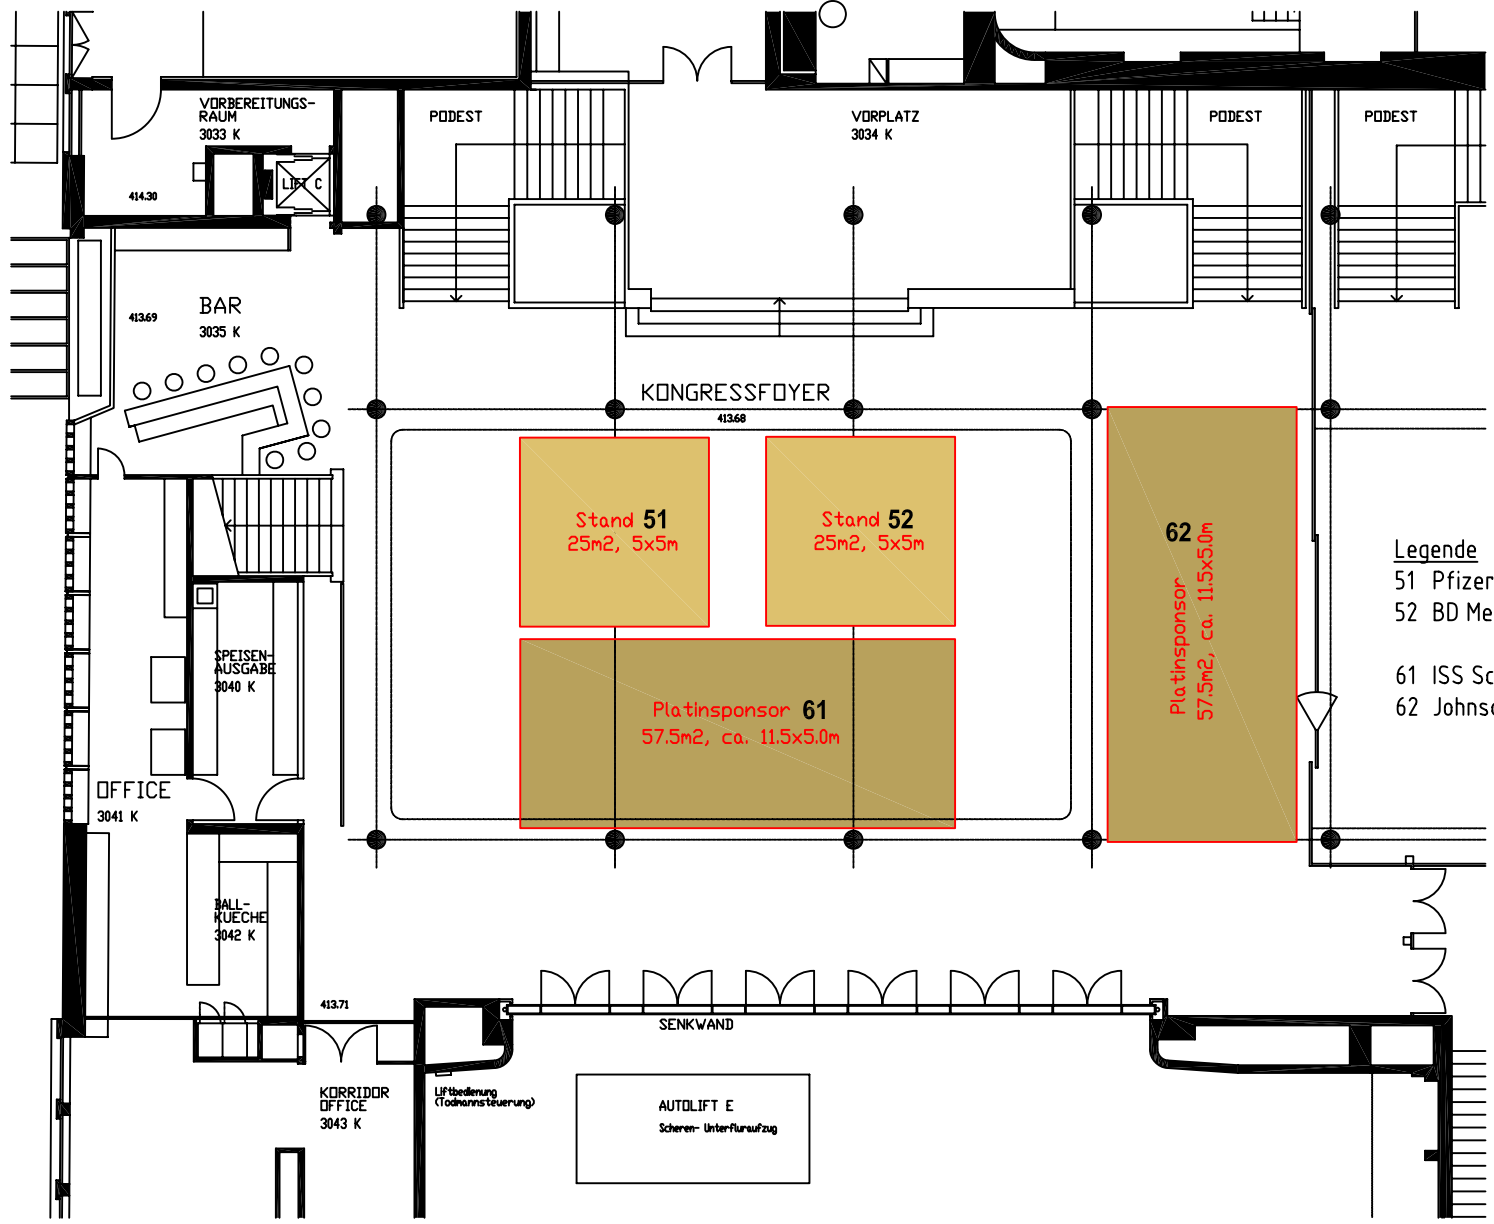 VORBEREITUNGS-
RAUM
3033 K
PODEST
VORPLATZ
3034 K
PODEST
PODEST
LIFT C
414.30
BAR
3035 K
413.69
KONGRESSFOYER
413.68
Stand 51
25m2, 5x5m
Stand 52
25m2, 5x5m
62
Platinsponsor
57.5m2, ca. 11.5x5.0m
Legende
51 Pfizer
52 BD Me
61 ISS Sc
62 Johnso
SPEISEN-
AUSGABE
3040 K
Platinsponsor 61
57.5m2, ca. 11.5x5.0m
OFFICE
3041 K
BALL-
KUECHE
3042 K
413.71
SENKWAND
KORRIDOR
OFFICE
3043 K
Liftbedienung
(Todmannsteuerung)
AUTOLIFT E
Scheren- Unterfluraufzug